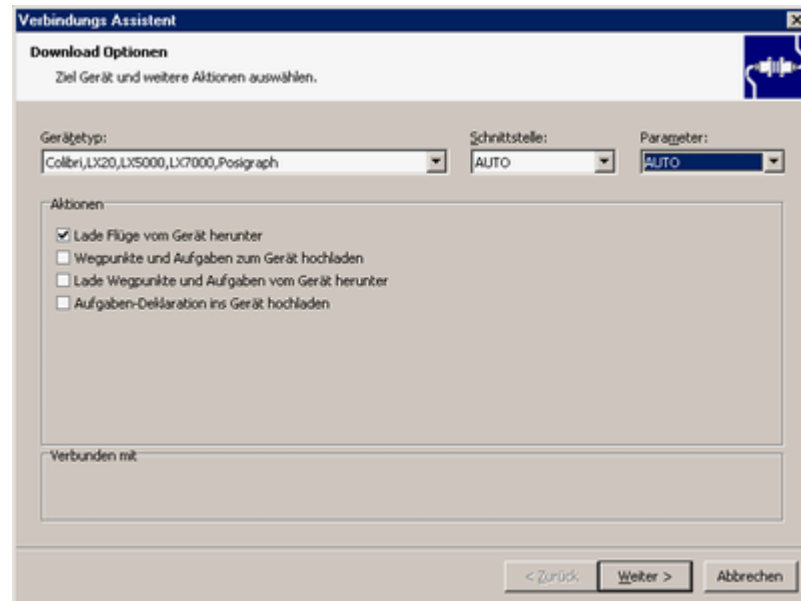 Verbindungs Assistent
Download Optionen
Ziel Gerät und weitere Aktionen auswählen.
Gerätetyp: Schnittstelle: Parameter:
Colibri,LX20,LX5000,LX7000,Posigraph AUTO AUTO
Aktionen
Lade Flüge vom Gerät herunter
Wegpunkte und Aufgaben zum Gerät hochladen
Lade Wegpunkte und Aufgaben vom Gerät herunter
Aufgaben-Deklaration ins Gerät hochladen
Verbunden mit
< Zurück Weiter > Abbrechen